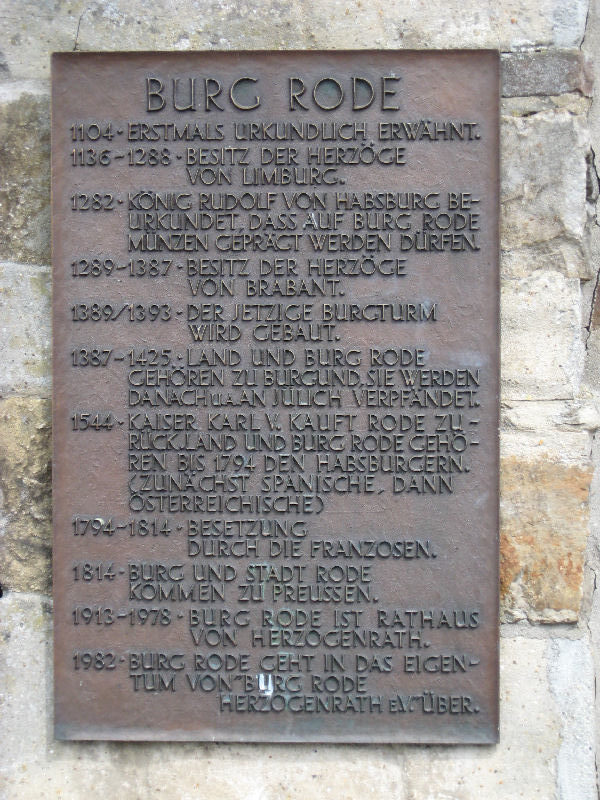 BURG RODE
1104·ERSTMALS URKUNDLICH ERWÄHNT.
1136-1288·BESITZ DER HERZÖGE
VON LIMBURG.
1282·KÖNIG RUDOLF VON HABSBURG BE-
URKUNDET, DASS AUF BURG RODE
MÜNZEN GEPRÄGT WERDEN DÜRFEN.
1289-1387·BESITZ DER HERZÖGE
VON BRABANT.
1389/1393·DER JETZIGE BURGTURM
WIRD GEBAUT.
1387-1425·LAND UND BURG RODE
GEHÖREN ZU BURGUND. SIE WERDEN
DANACH U.A. AN JÜLICH VERPFÄNDET.
1544·KAISER KARL V. KAUFT RODE ZU-
RÜCK. LAND UND BURG RODE GEHÖ-
REN BIS 1794 DEN HABSBURGERN.
(ZUNÄCHST SPANISCHE, DANN
ÖSTERREICHISCHE)
1794-1814·BESETZUNG
DURCH DIE FRANZOSEN.
1814·BURG UND STADT RODE
KOMMEN ZU PREUSSEN.
1913-1978·BURG RODE IST RATHAUS
VON HERZOGENRATH.
1982·BURG RODE GEHT IN DAS EIGEN-
TUM VON "BURG RODE
HERZOGENRATH E.V." ÜBER.